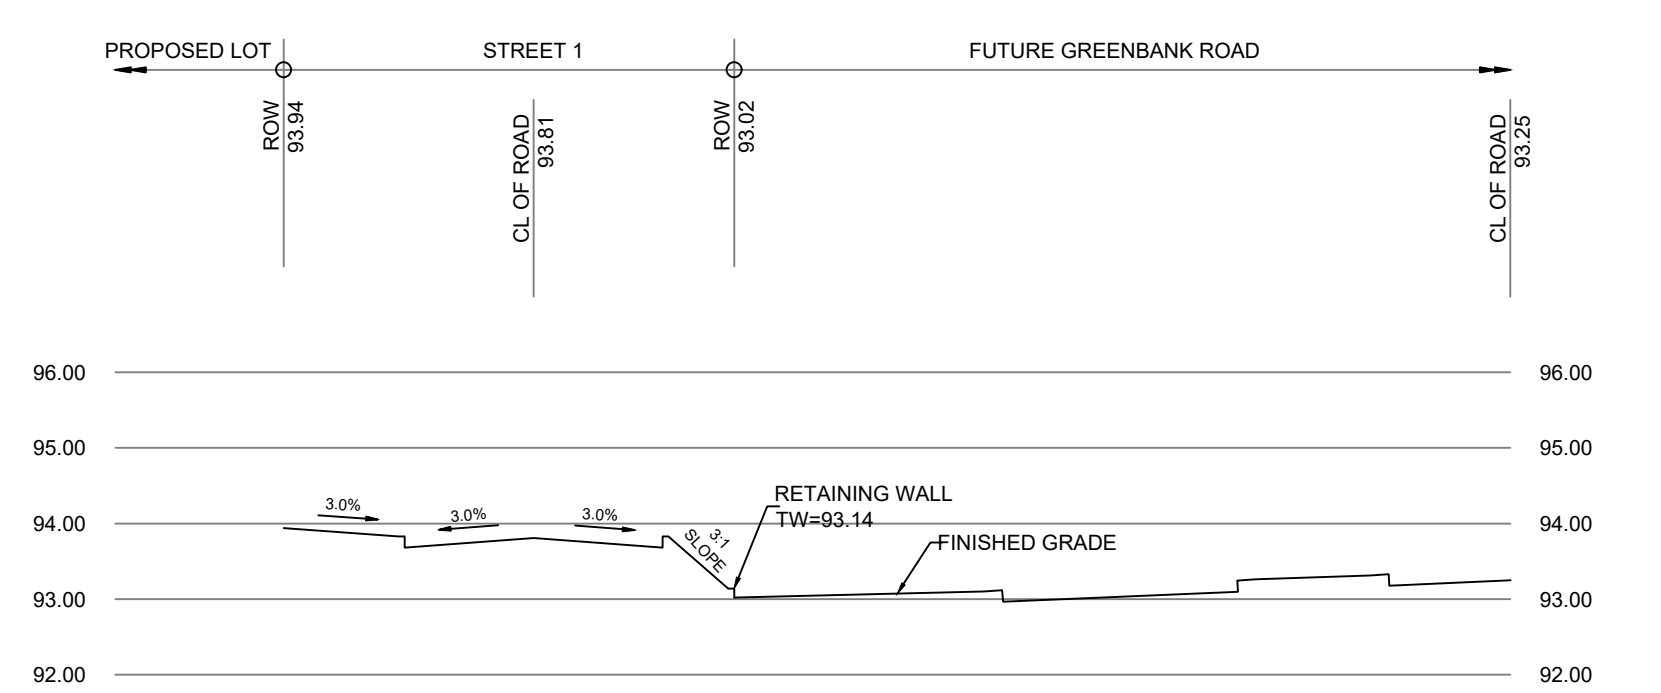 PROPOSED LOT
STREET 1
FUTURE GREENBANK ROAD
ROW
93.94
CL OF ROAD
93.81
ROW
93.02
CL OF ROAD
93.25
96.00
96.00
95.00
95.00
94.00
94.00
93.00
93.00
92.00
92.00
3.0%
3.0%
3.0%
3:1
SLOPE
RETAINING WALL
TW=93.14
FINISHED GRADE